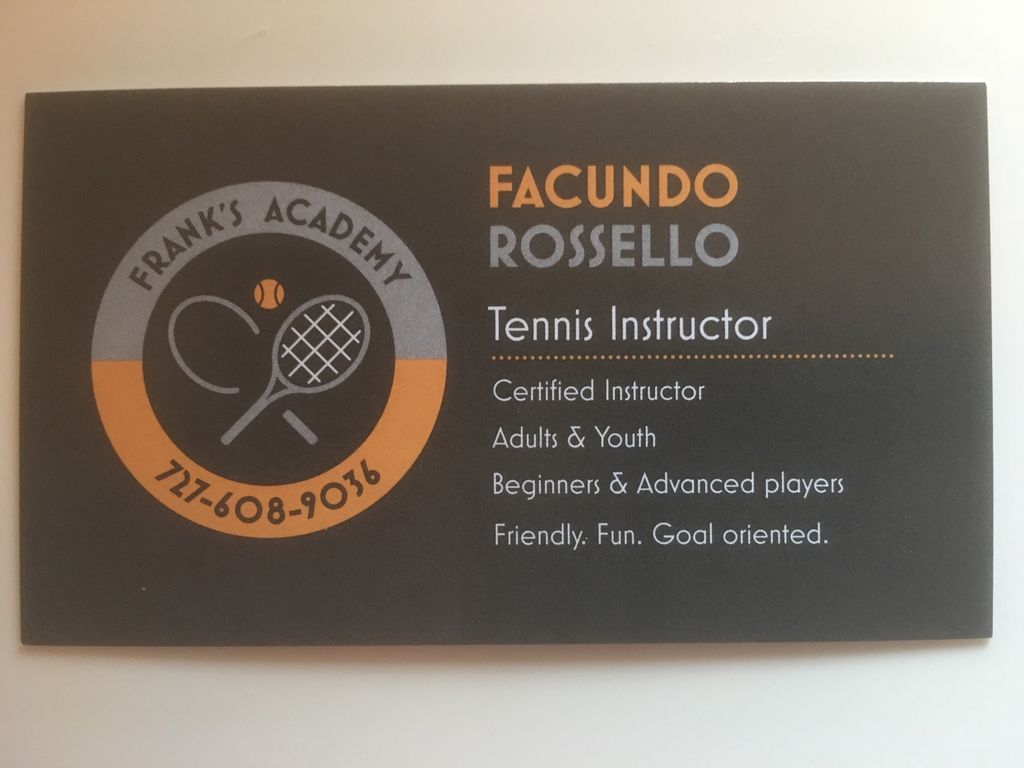 FRANK'S ACADEMY
727-608-9036
FACUNDO
ROSSELLO
Tennis Instructor
Certified Instructor
Adults & Youth
Beginners & Advanced players
Friendly. Fun. Goal oriented.